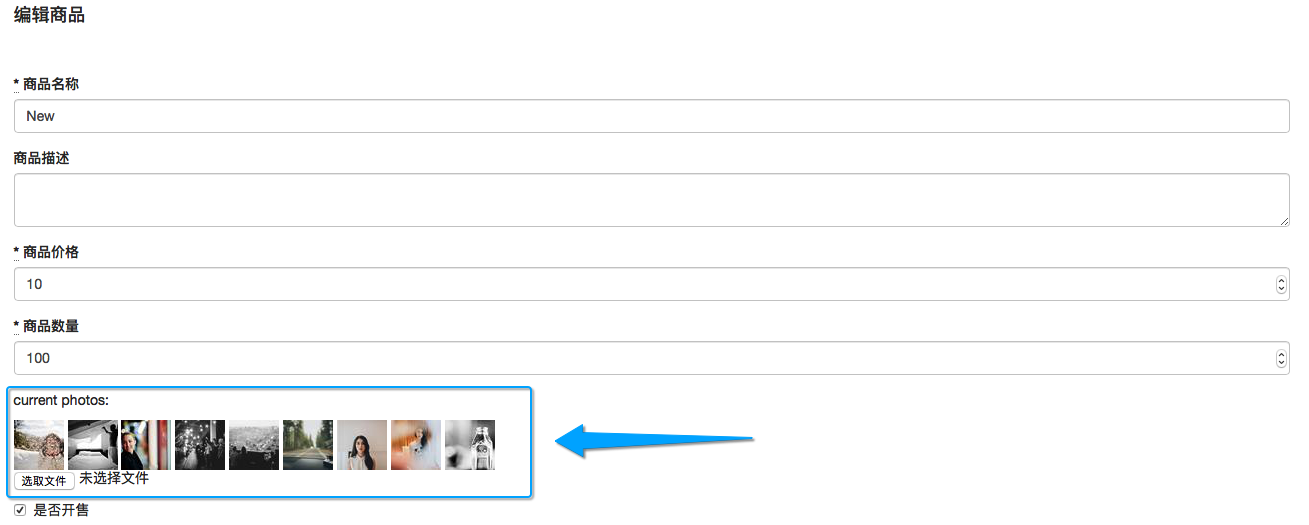 编辑商品
* 商品名称
New
商品描述
* 商品价格
10
* 商品数量
100
current photos:
选取文件 未选择文件
是否开售